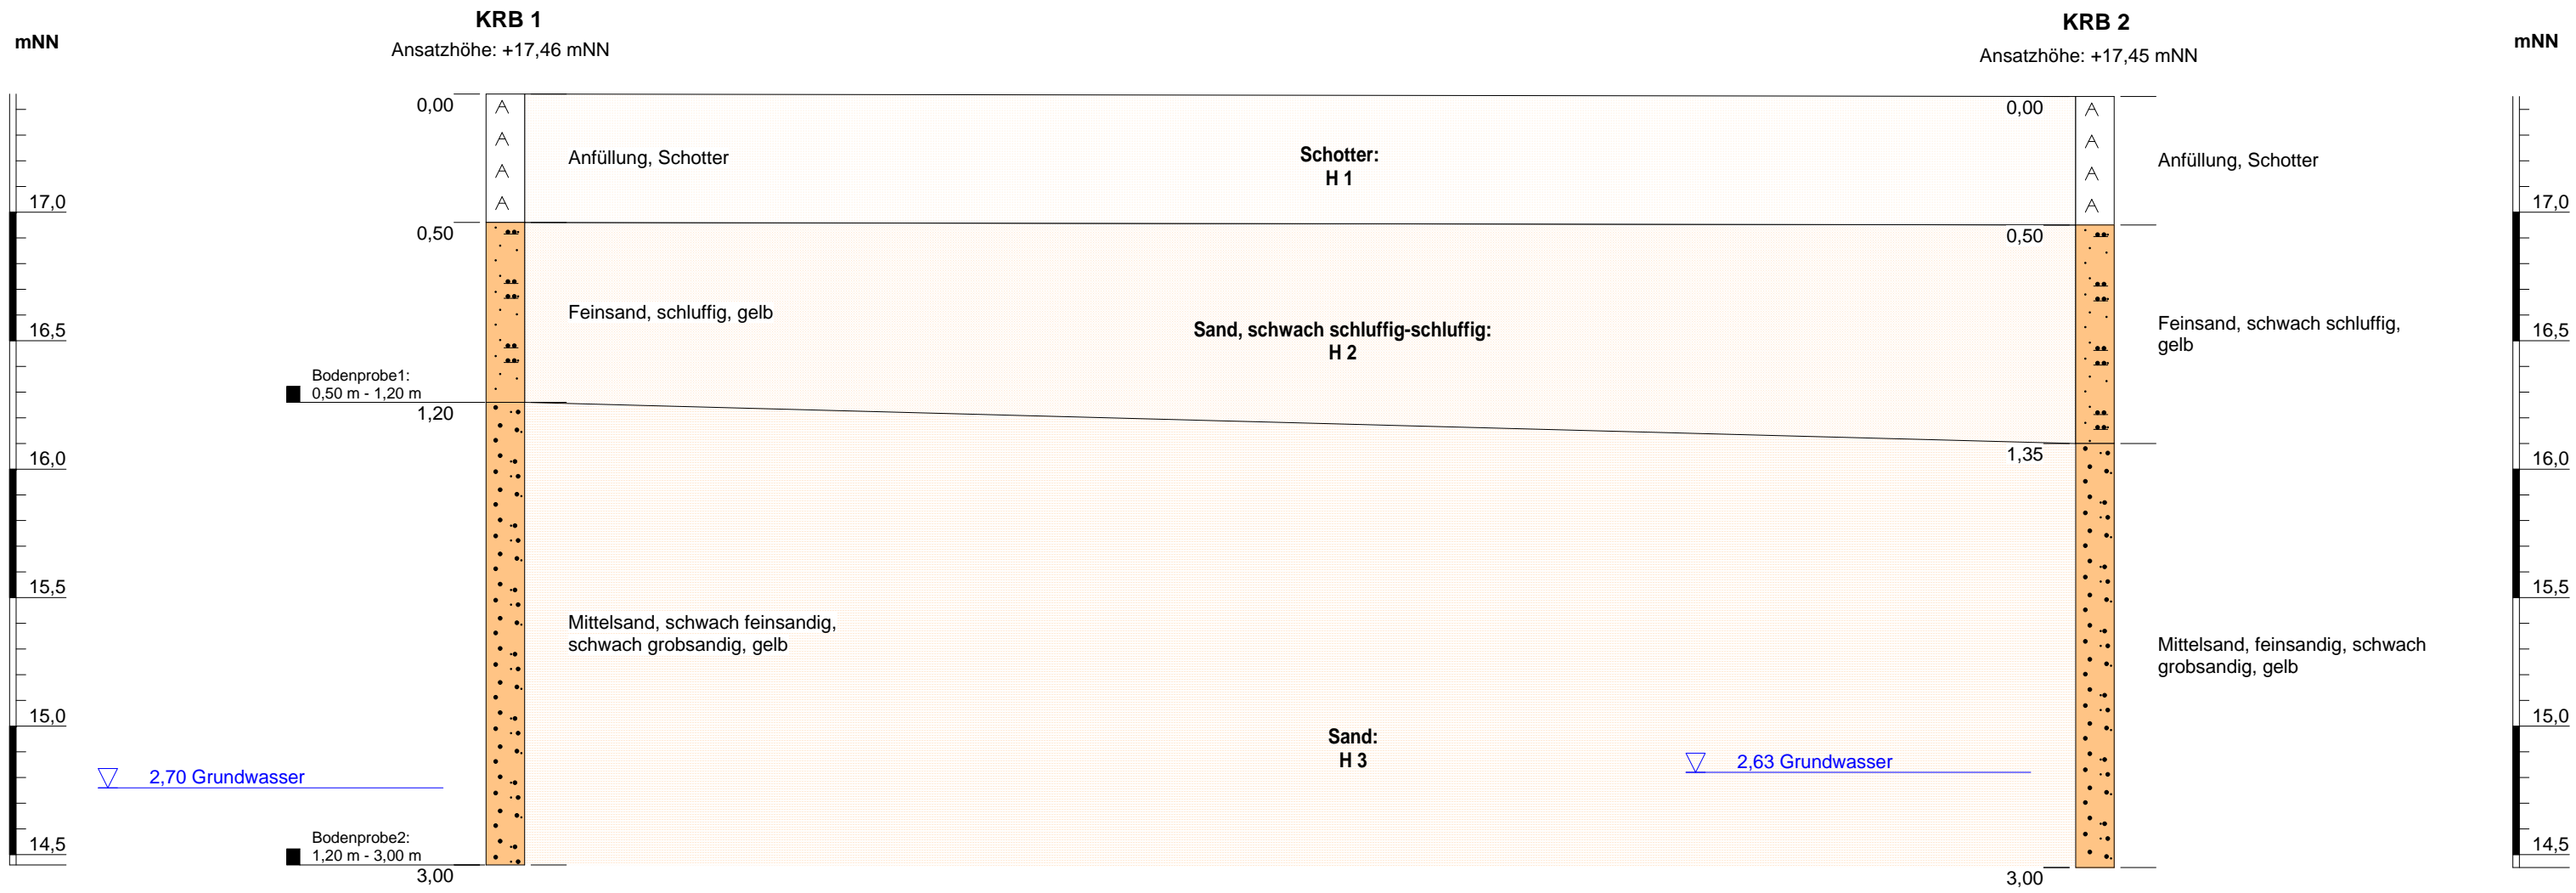 KRB 1
Ansatzhöhe: +17,46 mNN
KRB 2
Ansatzhöhe: +17,45 mNN
mNN
17,0
16,5
16,0
15,5
15,0
14,5
0,00
0,50
1,20
3,00
Anfüllung, Schotter
Feinsand, schluffig, gelb
Bodenprobe1:
0,50 m - 1,20 m
Mittelsand, schwach feinsandig,
schwach grobsandig, gelb
2,70 Grundwasser
Bodenprobe2:
1,20 m - 3,00 m
Schotter:
H 1
Sand, schwach schluffig-schluffig:
H 2
Sand:
H 3
2,63 Grundwasser
0,00
0,50
1,35
3,00
Anfüllung, Schotter
Feinsand, schwach schluffig,
gelb
Mittelsand, feinsandig, schwach
grobsandig, gelb
mNN
17,0
16,5
16,0
15,5
15,0
14,5